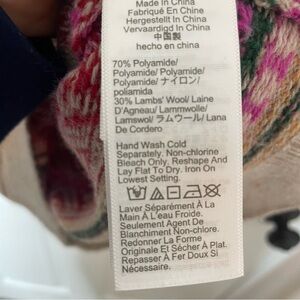 Made In China
Fabriqué En Chine
Hergestellt In China
Vervaardigd In China
中国製
hecho en china
70% Polyamide/
Polyamide/Polyamide/
Polyamide/ ナイロン/
poliamida
30% Lambs' Wool/ Laine
D'Agneau/ Lammwolle/
Lamswol/ ラムウール/ Lana
De Cordero
Hand Wash Cold
Separately. Non-chlorine
Bleach Only. Reshape And
Lay Flat To Dry. Iron On
Lowest Setting.
Laver Séparément À La
Main À L'eau Froide.
Seulement Agent De
Blanchiment Non-chlore.
Redonner La Forme
Originale Et Sécher À Plat.
Repasser À Fer Doux Si
Nécessaire.